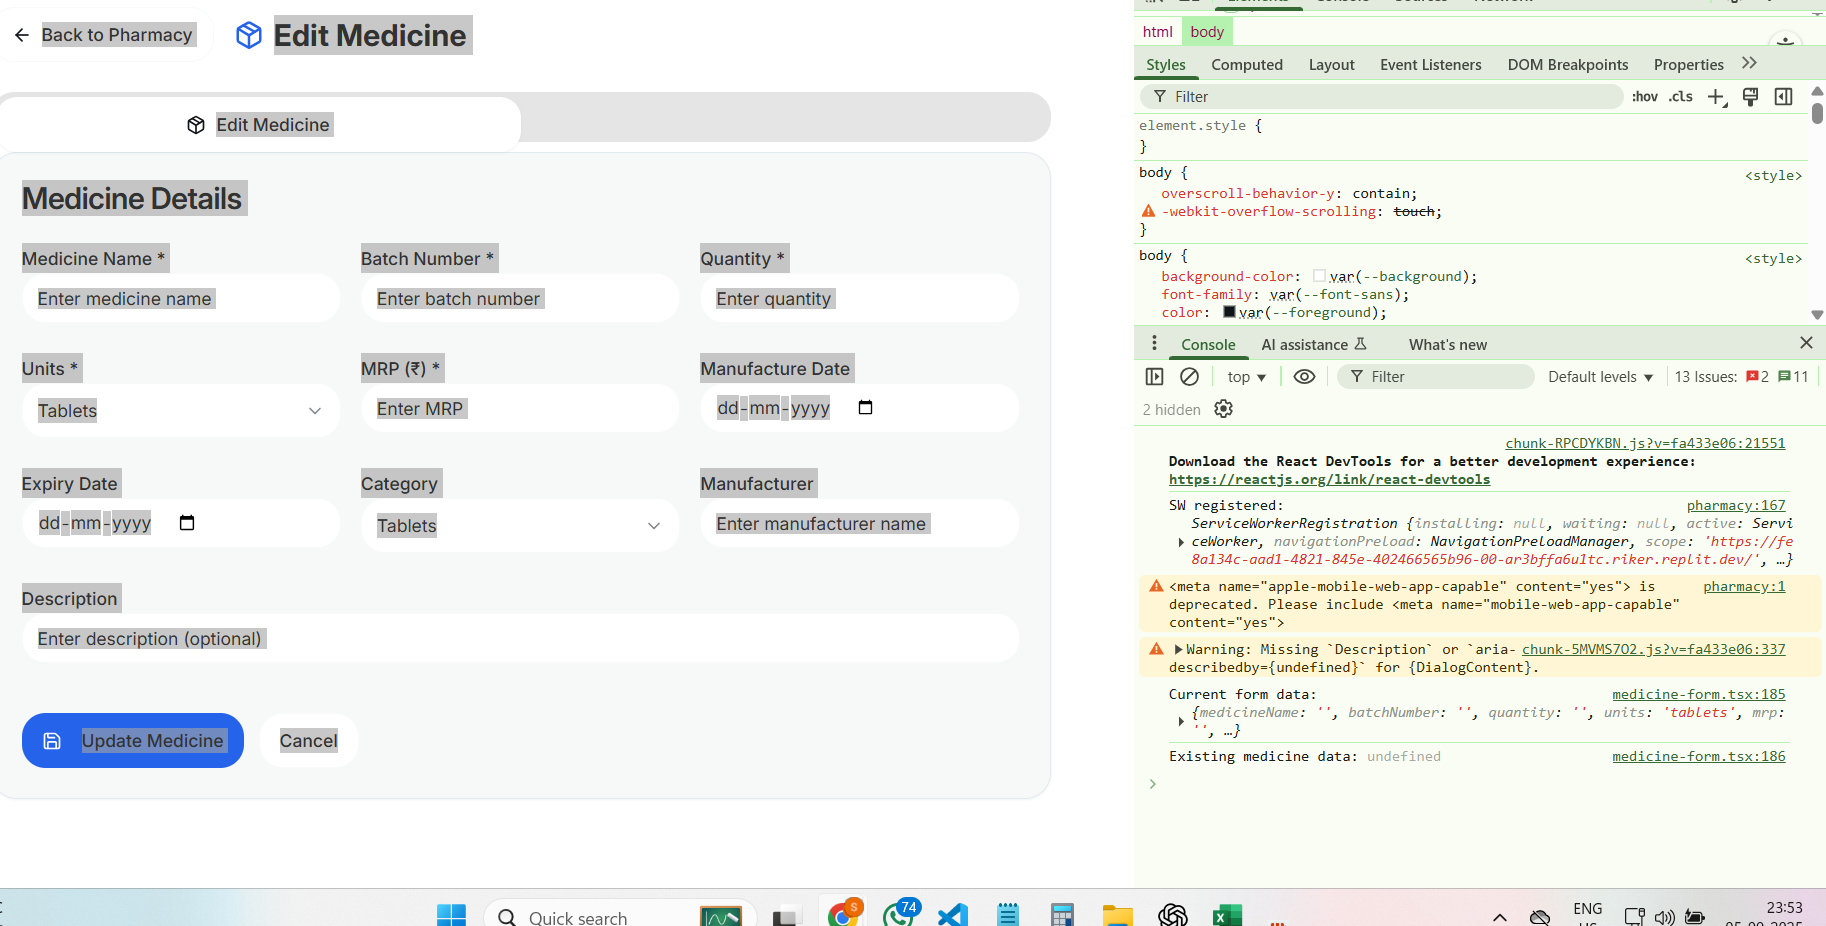 Back to Pharmacy
Edit Medicine
Edit Medicine
Medicine Details
Medicine Name *
Batch Number *
Quantity *
Enter medicine name
Enter batch number
Enter quantity
Units *
MRP (₹) *
Manufacture Date
Tablets
Enter MRP
dd-mm-yyyy
Expiry Date
Category
Manufacturer
dd-mm-yyyy
Tablets
Enter manufacturer name
Description
Enter description (optional)
Update Medicine
Cancel
html body
Styles Computed Layout Event Listeners DOM Breakpoints Properties
Filter :hov .cls
element.style {
}
body { <style>
overscroll-behavior-y: contain;
-webkit-overflow-scrolling: touch;
}
body { <style>
background-color: var(--background);
font-family: var(--font-sans);
color: var(--foreground);
Console AI assistance What's new
top Filter Default levels 13 Issues: 2 11
2 hidden
chunk-RPCDYKBN.js?v=fa433e06:21551
Download the React DevTools for a better development experience:
https://reactjs.org/link/react-devtools
SW registered: pharmacy:167
ServiceWorkerRegistration {installing: null, waiting: null, active: Servi
ceWorker, navigationPreload: NavigationPreloadManager, scope: 'https://fe
8a134c-aad1-4821-845e-402466565b96-00-ar3bffa6u1tc.riker.replit.dev/', …}
<meta name="apple-mobile-web-app-capable" content="yes"> is pharmacy:1
deprecated. Please include <meta name="mobile-web-app-capable"
content="yes">
Warning: Missing `Description` or `aria- chunk-5MVMS7O2.js?v=fa433e06:337
describedby={undefined}` for {DialogContent}.
Current form data: medicine-form.tsx:185
{medicineName: '', batchNumber: '', quantity: '', units: 'tablets', mrp:
'', …}
Existing medicine data: undefined medicine-form.tsx:186
Quick search
S
74
ENG
23:53